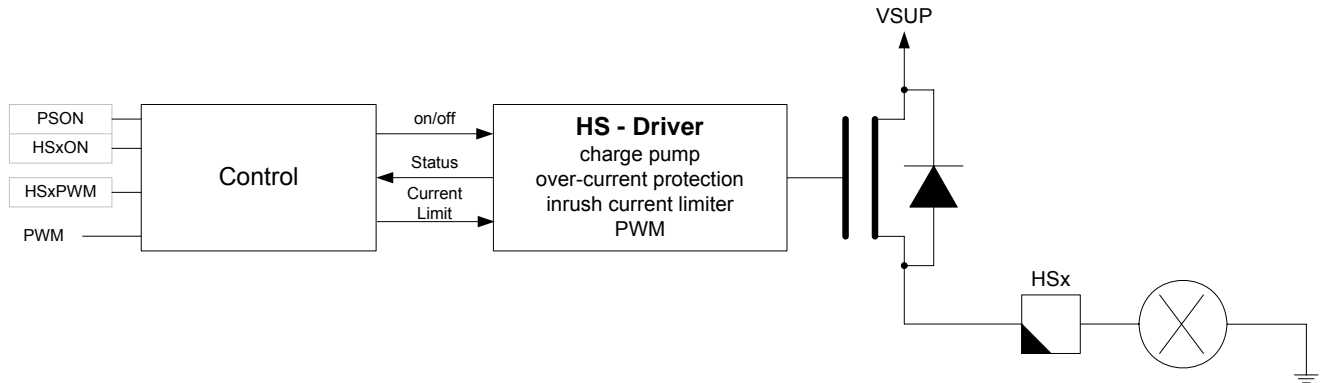 VSUP
PSON
HSxON
HSxPWM
PWM
Control
on/off
Status
Current
Limit
HS - Driver
charge pump
over-current protection
inrush current limiter
PWM
HSx